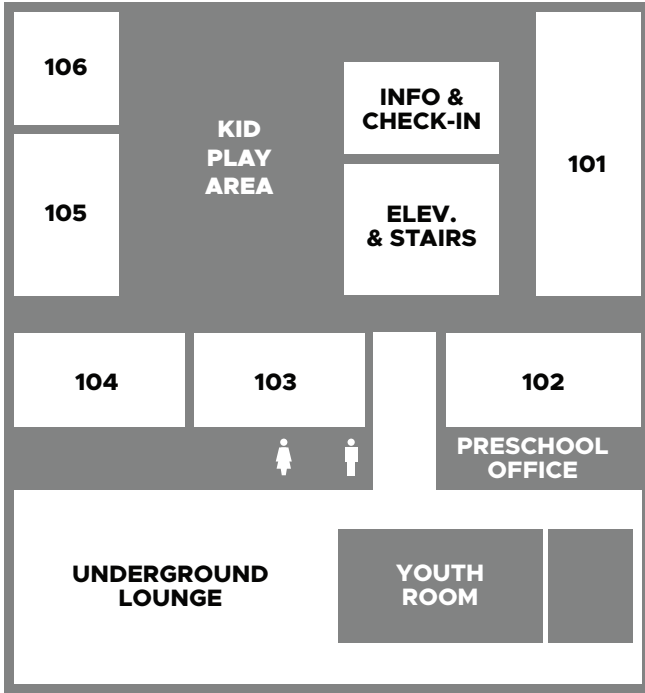 106
KID
PLAY
AREA
INFO &
CHECK-IN
101
105
ELEV.
& STAIRS
104
103
102
PRESCHOOL
OFFICE
UNDERGROUND
LOUNGE
YOUTH
ROOM